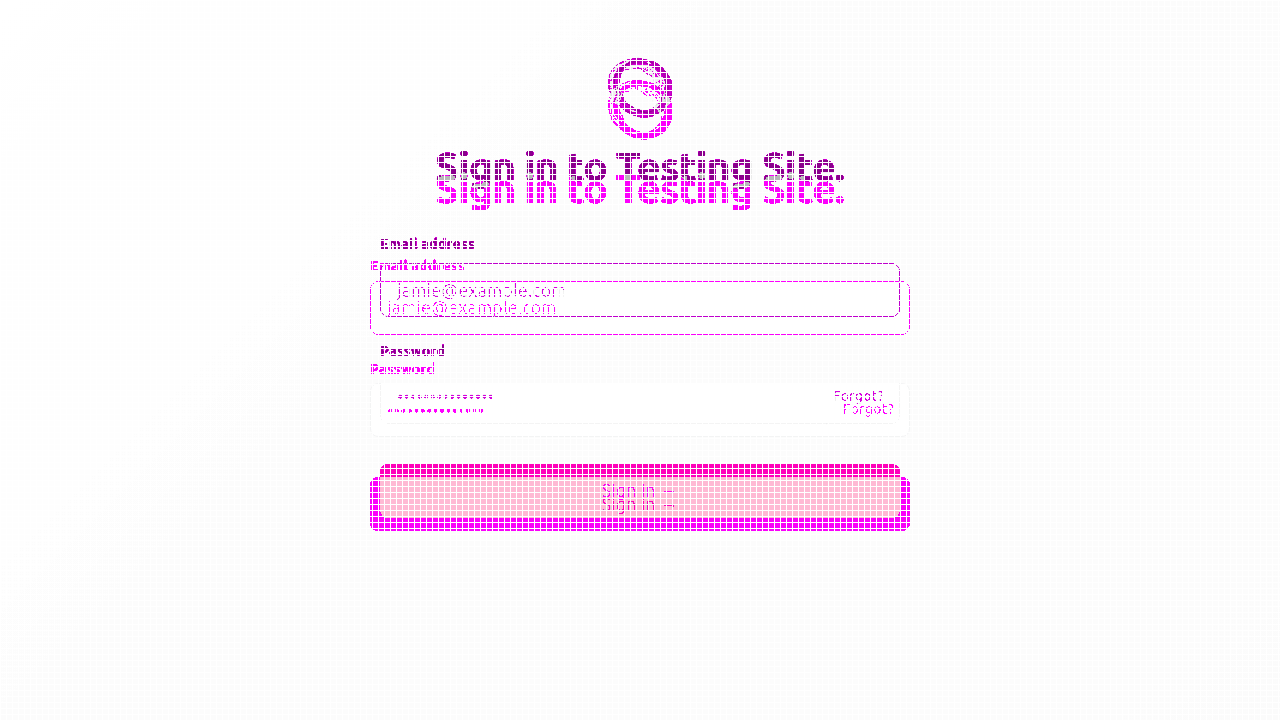 Sign in to Testing Site.
Sign in to Testing Site.
Email address
Email address
jamie@example.com
jamie@example.com
Password
Password
Forgot?
Forgot?
Sign in →
Sign in →